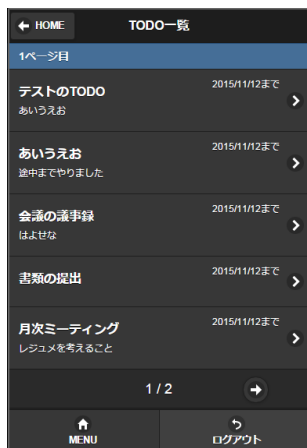 HOME
TODO一覧
1ページ目
テストのTODO
2015/11/12まで
あいうえお
あいうえお
2015/11/12まで
途中までやりました
会議の議事録
2015/11/12まで
はよせな
書類の提出
2015/11/12まで
月次ミーティング
2015/11/12まで
レジュメを考えること
1 / 2
MENU
ログアウト